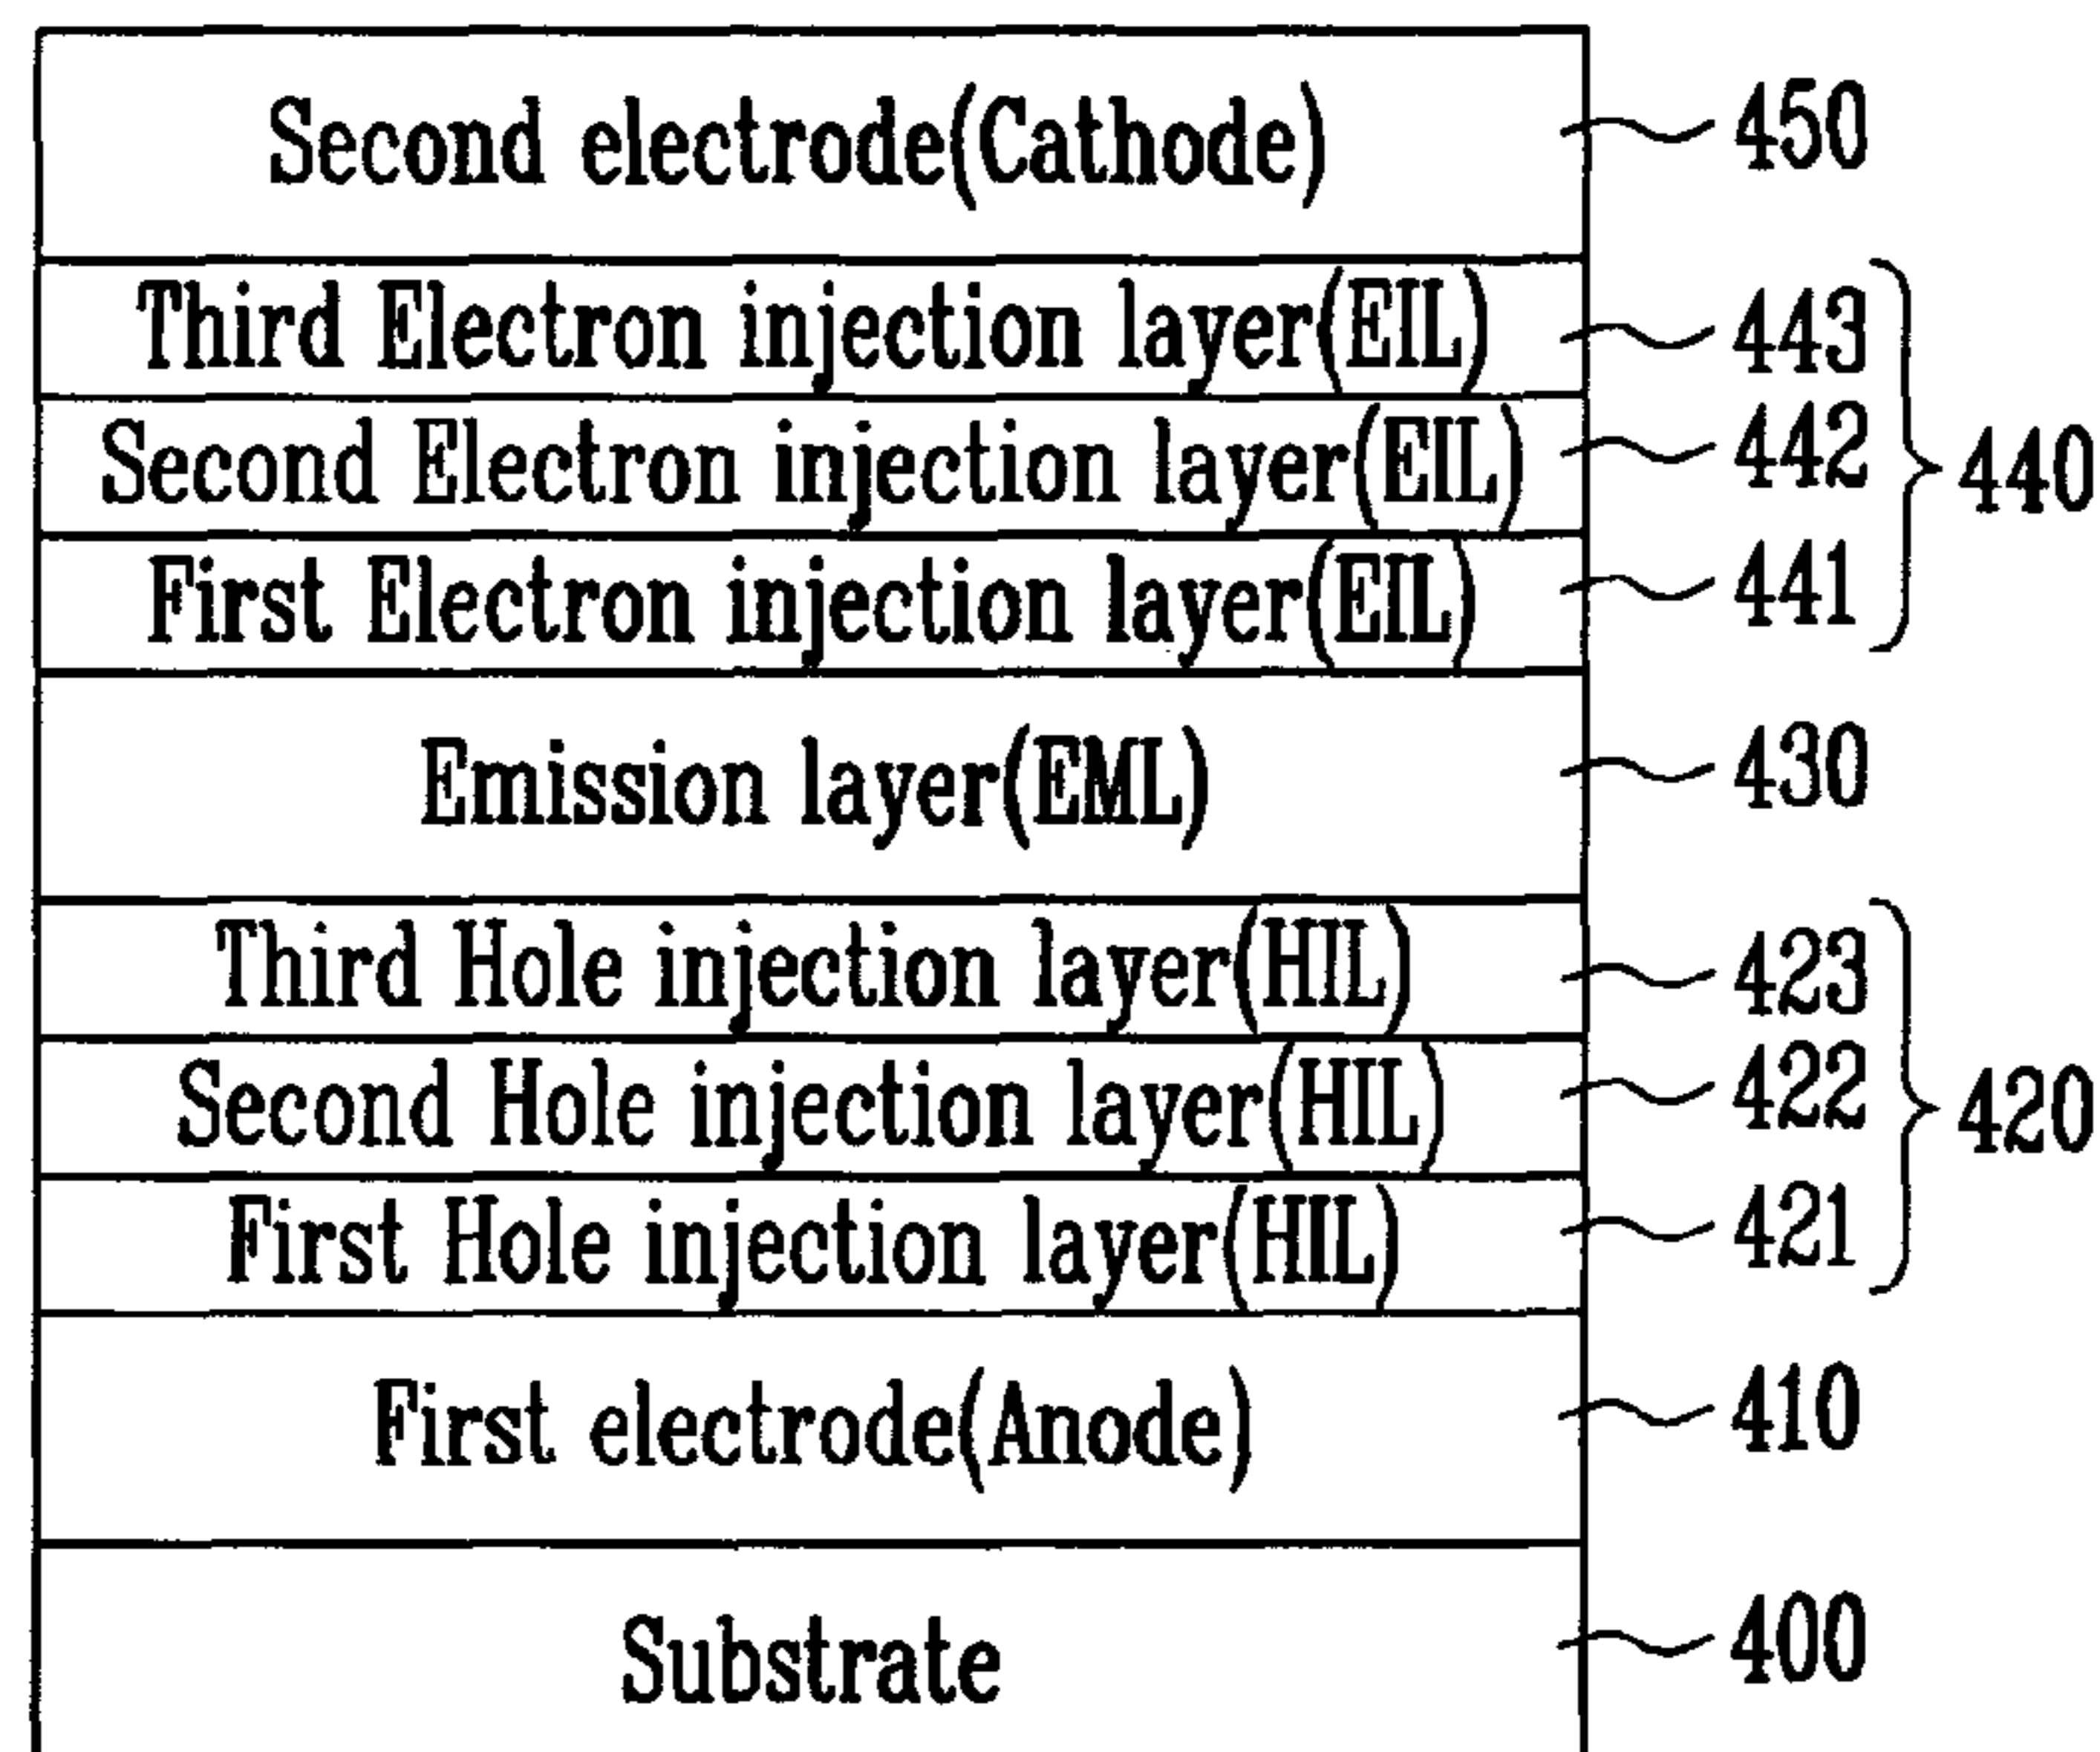 Second electrode(Cathode) 450
Third Electron injection layer(EIL) 443
Second Electron injection layer(EIL) 442 440
First Electron injection layer(EIL) 441
Emission layer(EML) 430
Third Hole injection layer(HIL) 423
Second Hole injection layer(HIL) 422 420
First Hole injection layer(HIL) 421
First electrode(Anode) 410
Substrate 400